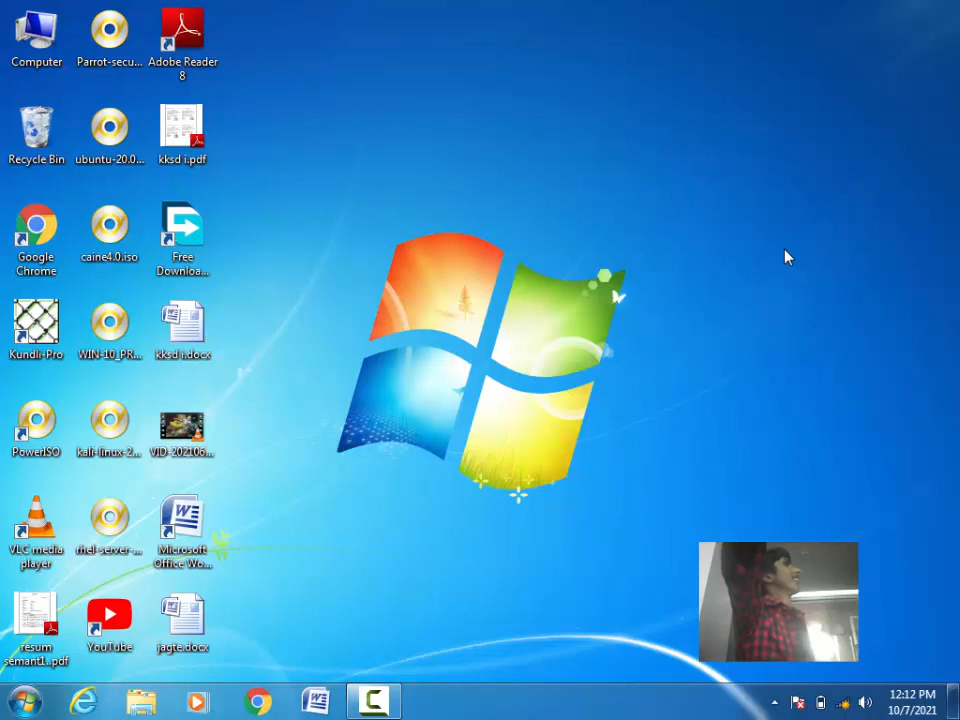 Computer
Parrot-secu...
Adobe Reader
8
Recycle Bin
ubuntu-20.0...
kksd i.pdf
Google
Chrome
caine4.0.iso
Free
Downloa...
Kundli-Pro
WIN-10_PR...
kksd i.docx
PowerISO
kali-linux-2...
VID-202106...
VLC media
player
rhel-server-...
Microsoft
Office Wo...
resum
semant1..pdf
YouTube
jagte.docx
12:12 PM
10/7/2021